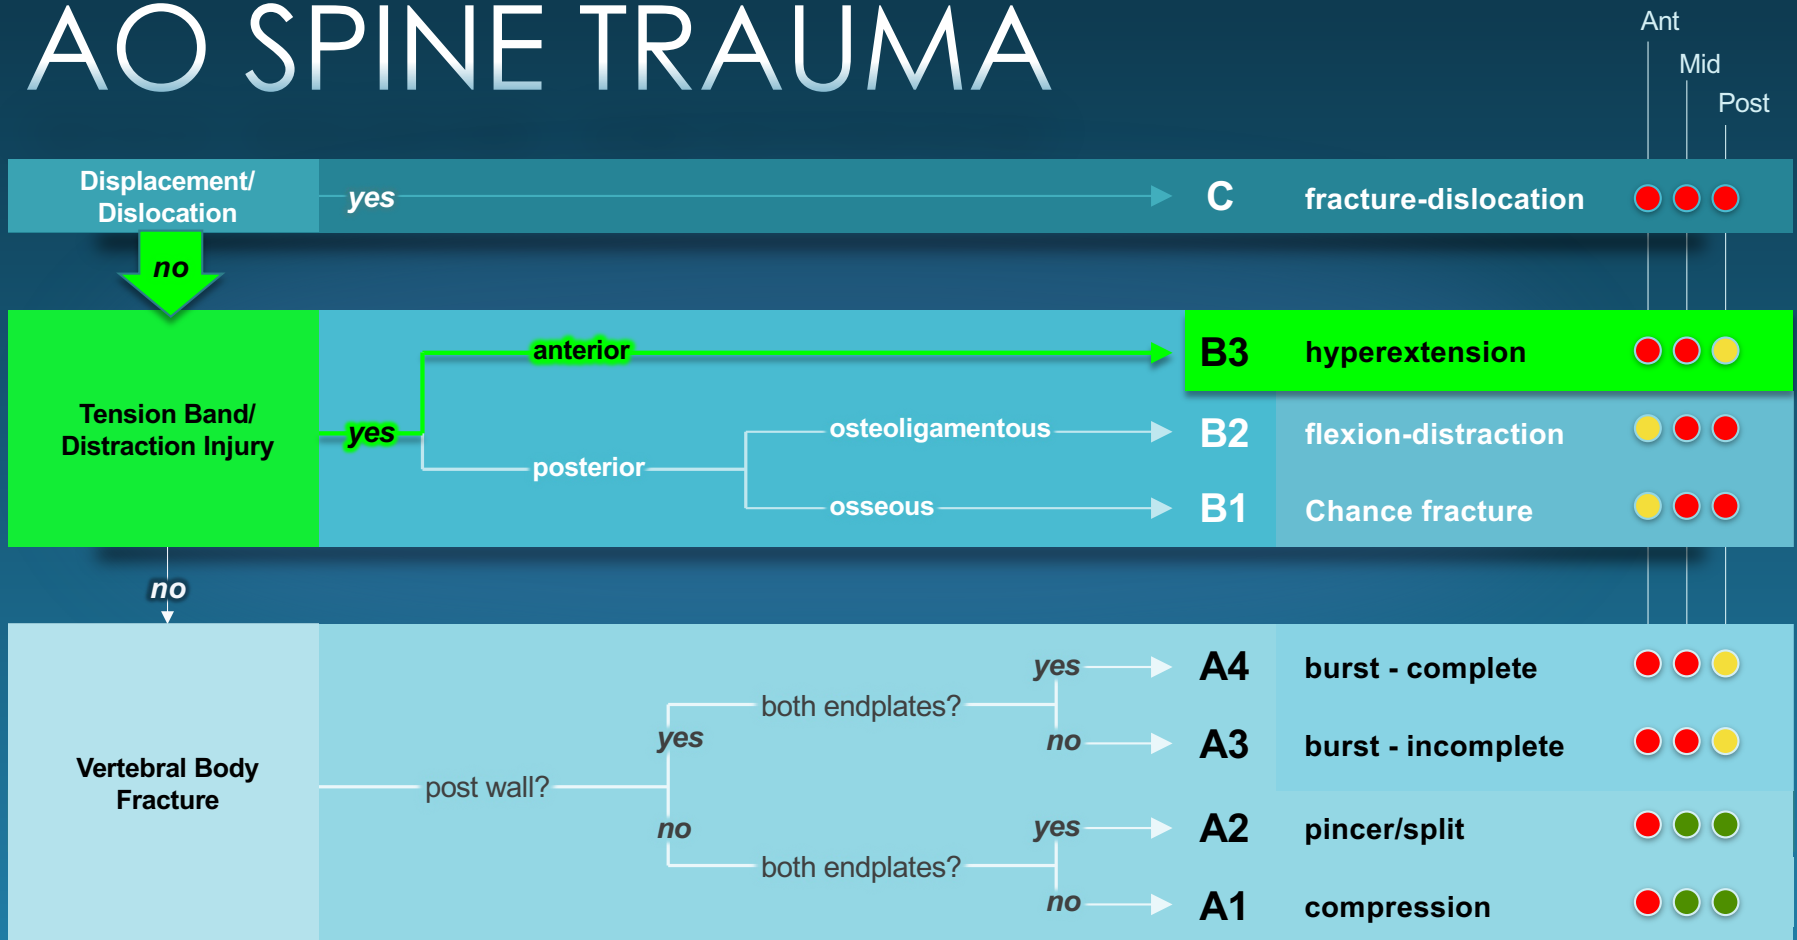 AO SPINE TRAUMA
Ant
Mid
Post
Displacement/
Dislocation
yes
C
fracture-dislocation
no
Tension Band/
Distraction Injury
yes
anterior
B3
hyperextension
posterior
osteoligamentous
B2
flexion-distraction
osseous
B1
Chance fracture
no
Vertebral Body
Fracture
post wall?
yes
both endplates?
yes
A4
burst - complete
no
A3
burst - incomplete
no
both endplates?
yes
A2
pincer/split
no
A1
compression